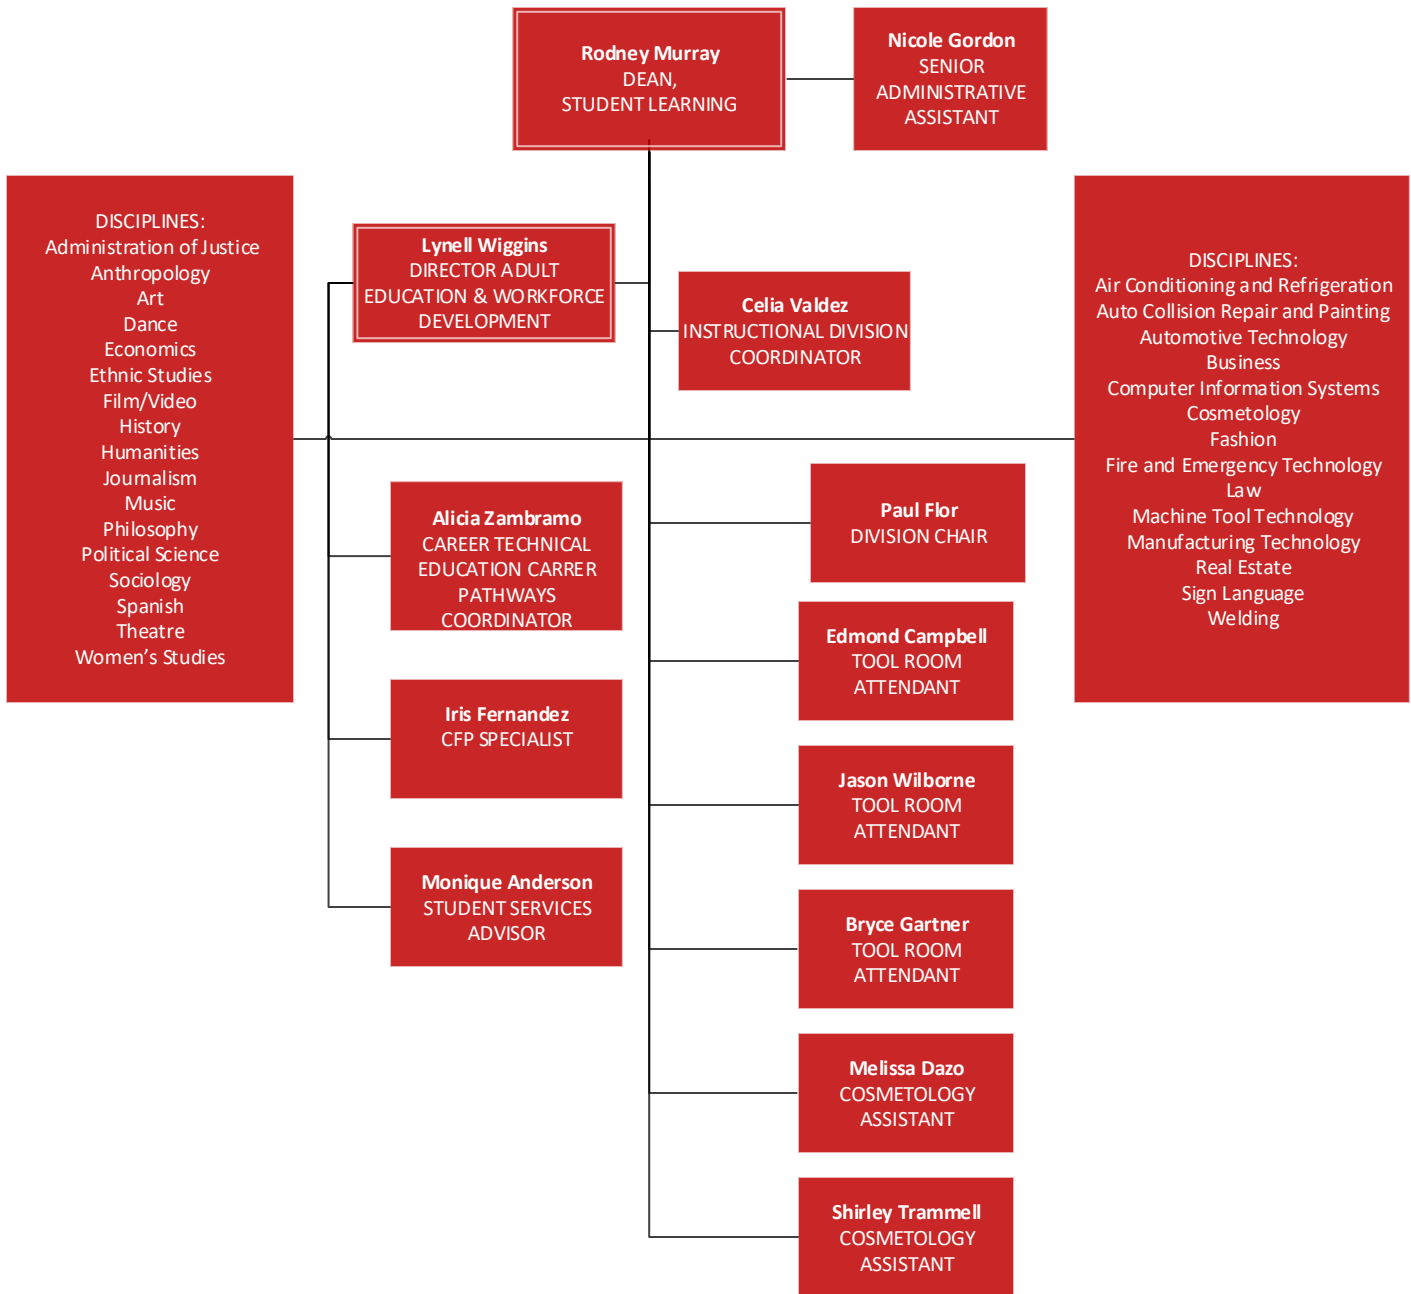 Rodney Murray
DEAN,
STUDENT LEARNING
Nicole Gordon
SENIOR
ADMINISTRATIVE
ASSISTANT
DISCIPLINES:
Administration of Justice
Anthropology
Art
Dance
Economics
Ethnic Studies
Film/Video
History
Humanities
Journalism
Music
Philosophy
Political Science
Sociology
Spanish
Theatre
Women’s Studies
Lynell Wiggins
DIRECTOR ADULT
EDUCATION & WORKFORCE
DEVELOPMENT
Celia Valdez
INSTRUCTIONAL DIVISION
COORDINATOR
DISCIPLINES:
Air Conditioning and Refrigeration
Auto Collision Repair and Painting
Automotive Technology
Business
Computer Information Systems
Cosmetology
Fashion
Fire and Emergency Technology
Law
Machine Tool Technology
Manufacturing Technology
Real Estate
Sign Language
Welding
Alicia Zambramo
CAREER TECHNICAL
EDUCATION CARRER
PATHWAYS
COORDINATOR
Paul Flor
DIVISION CHAIR
Edmond Campbell
TOOL ROOM
ATTENDANT
Iris Fernandez
CFP SPECIALIST
Jason Wilborne
TOOL ROOM
ATTENDANT
Monique Anderson
STUDENT SERVICES
ADVISOR
Bryce Gartner
TOOL ROOM
ATTENDANT
Melissa Dazo
COSMETOLOGY
ASSISTANT
Shirley Trammell
COSMETOLOGY
ASSISTANT